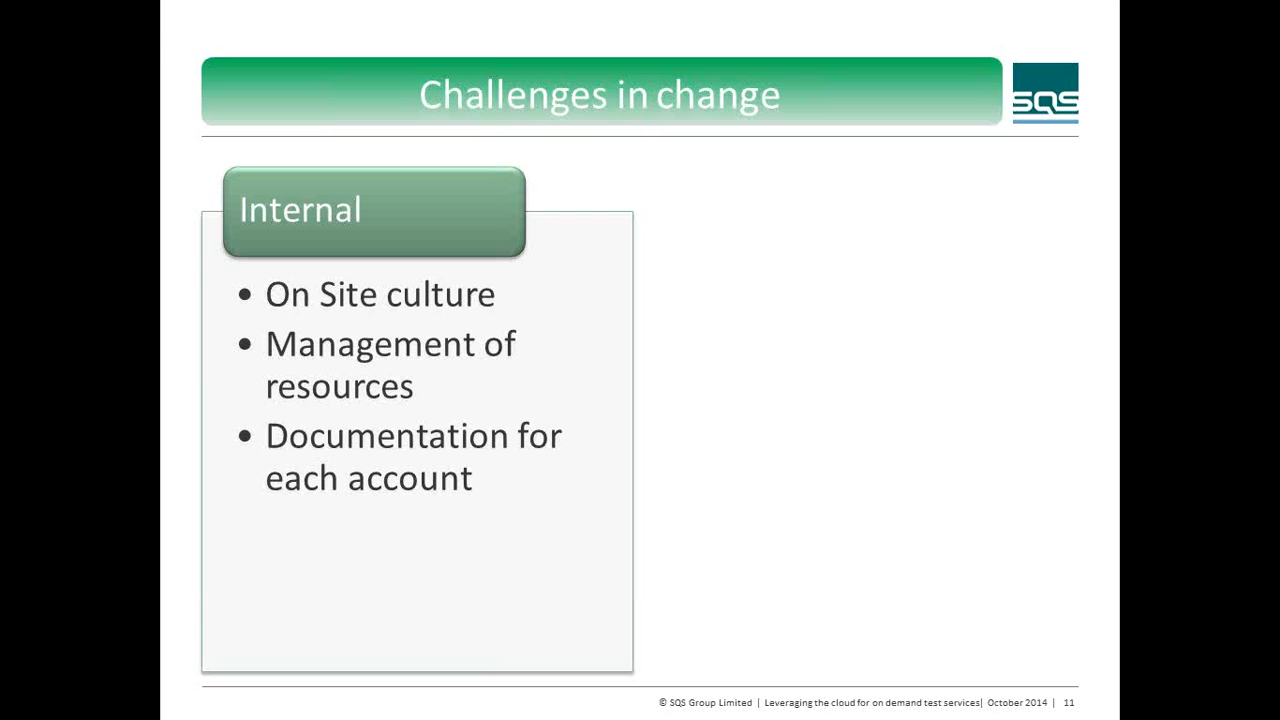 Challenges in change
SQS
Internal
• On Site culture
• Management of
resources
• Documentation for
each account
© SQS Group Limited | Leveraging the cloud for on demand test services| October 2014 | 11